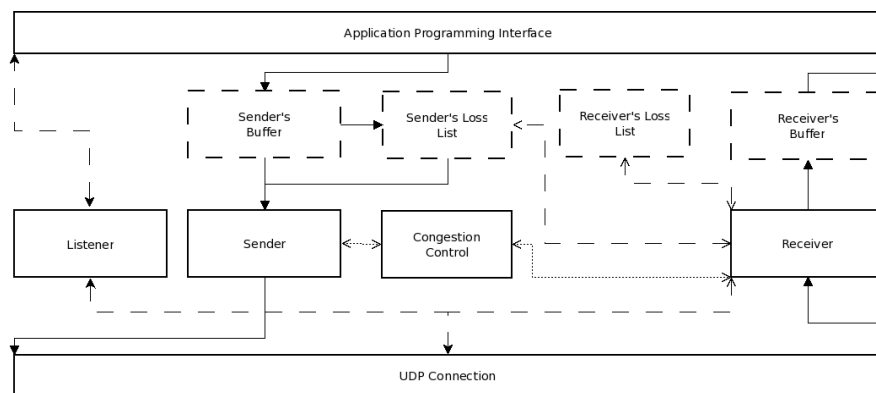 Application Programming Interface
Sender's
Buffer
Sender's Loss
List
Receiver's Loss
List
Receiver's
Buffer
Listener
Sender
Congestion
Control
Receiver
UDP Connection